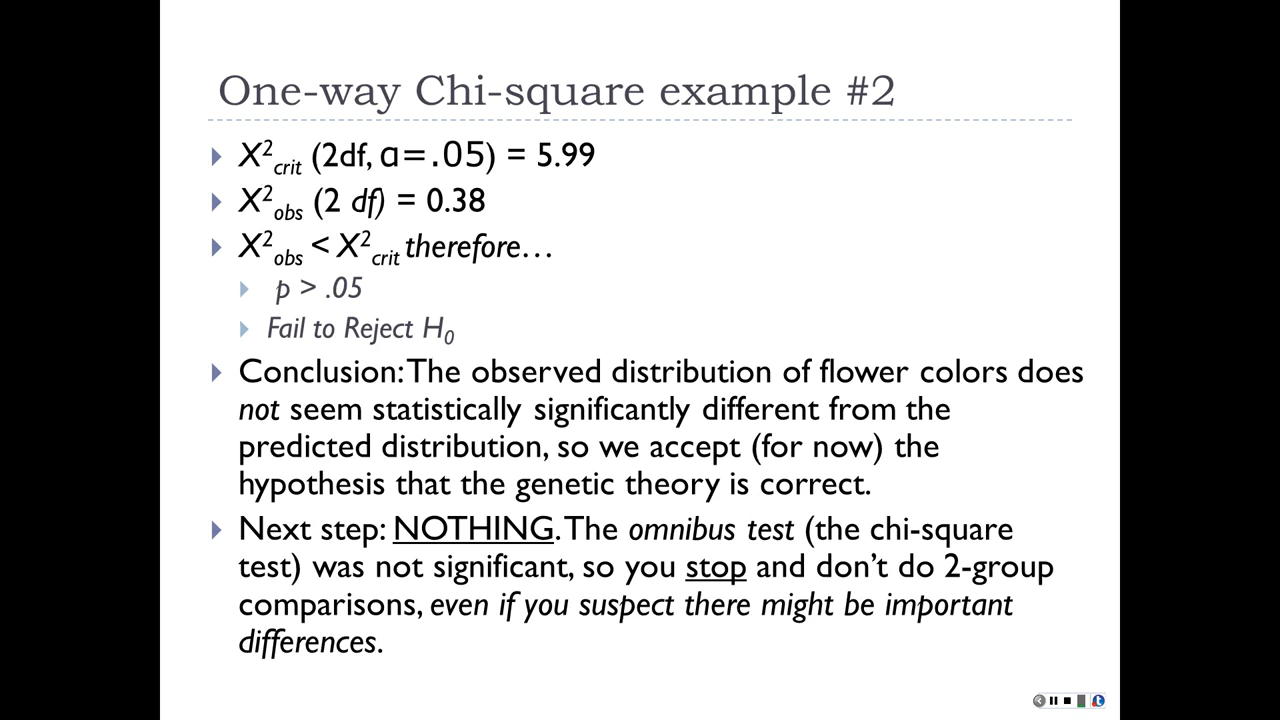 One-way Chi-square example #2
X²crit (2df, α=.05) = 5.99
X²obs (2 df) = 0.38
X²obs < X²crit therefore…
p > .05
Fail to Reject H₀
Conclusion: The observed distribution of flower colors does
not seem statistically significantly different from the
predicted distribution, so we accept (for now) the
hypothesis that the genetic theory is correct.
Next step: NOTHING. The omnibus test (the chi-square
test) was not significant, so you stop and don’t do 2-group
comparisons, even if you suspect there might be important
differences.